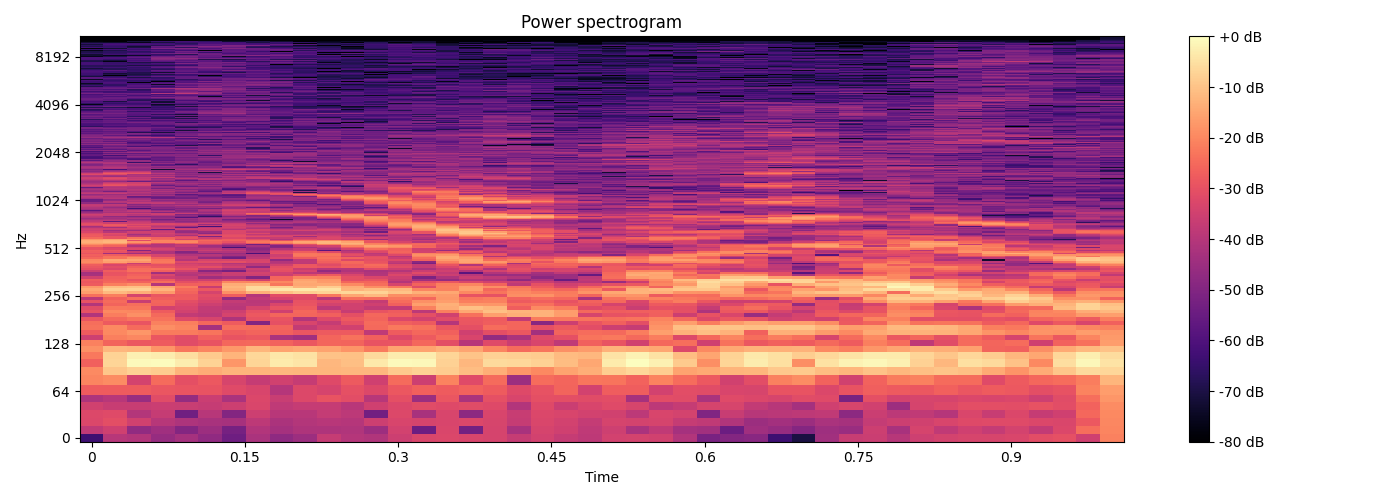 Power spectrogram
Hz
8192
4096
2048
1024
512
256
128
64
0
0 0.15 0.3 0.45 0.6 0.75 0.9
Time
+0 dB
-10 dB
-20 dB
-30 dB
-40 dB
-50 dB
-60 dB
-70 dB
-80 dB